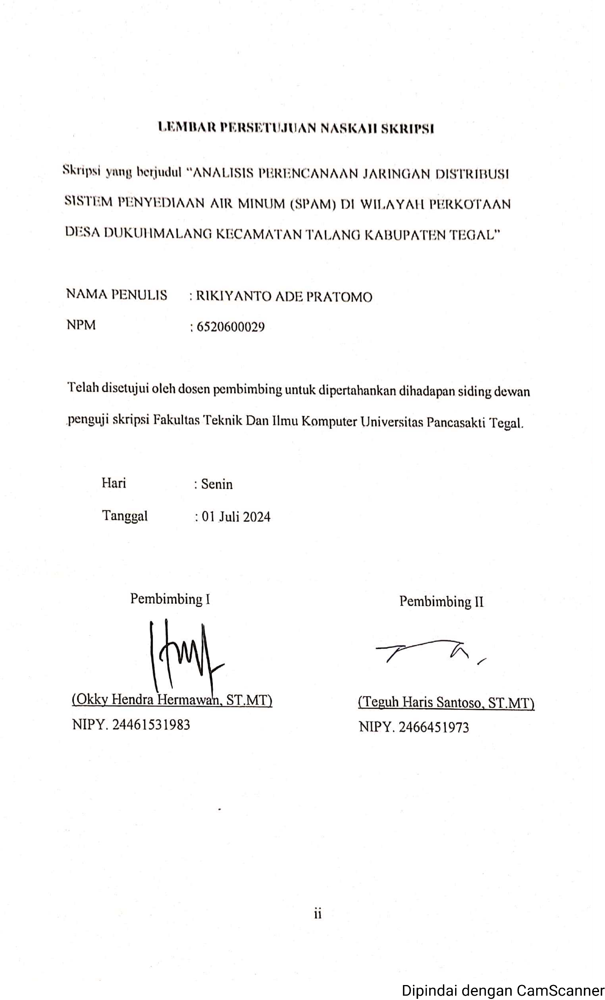 LEMBAR PERSETUJUAN NASKAH SKRIPSI
Skripsi yang berjudul “ANALISIS PERENCANAAN JARINGAN DISTRIBUSI
SISTEM PENYEDIAAN AIR MINUM (SPAM) DI WILAYAH PERKOTAAN
DESA DUKUHMALANG KECAMATAN TALANG KABUPATEN TEGAL”
NAMA PENULIS : RIKIYANTO ADE PRATOMO
NPM : 6520600029
Telah disetujui oleh dosen pembimbing untuk dipertahankan dihadapan siding dewan
penguji skripsi Fakultas Teknik Dan Ilmu Komputer Universitas Pancasakti Tegal.
Hari : Senin
Tanggal : 01 Juli 2024
Pembimbing I Pembimbing II
(Okky Hendra Hermawan, ST.MT) (Teguh Haris Santoso, ST.MT)
NIPY. 24461531983 NIPY. 2466451973
ii
Dipindai dengan CamScanner